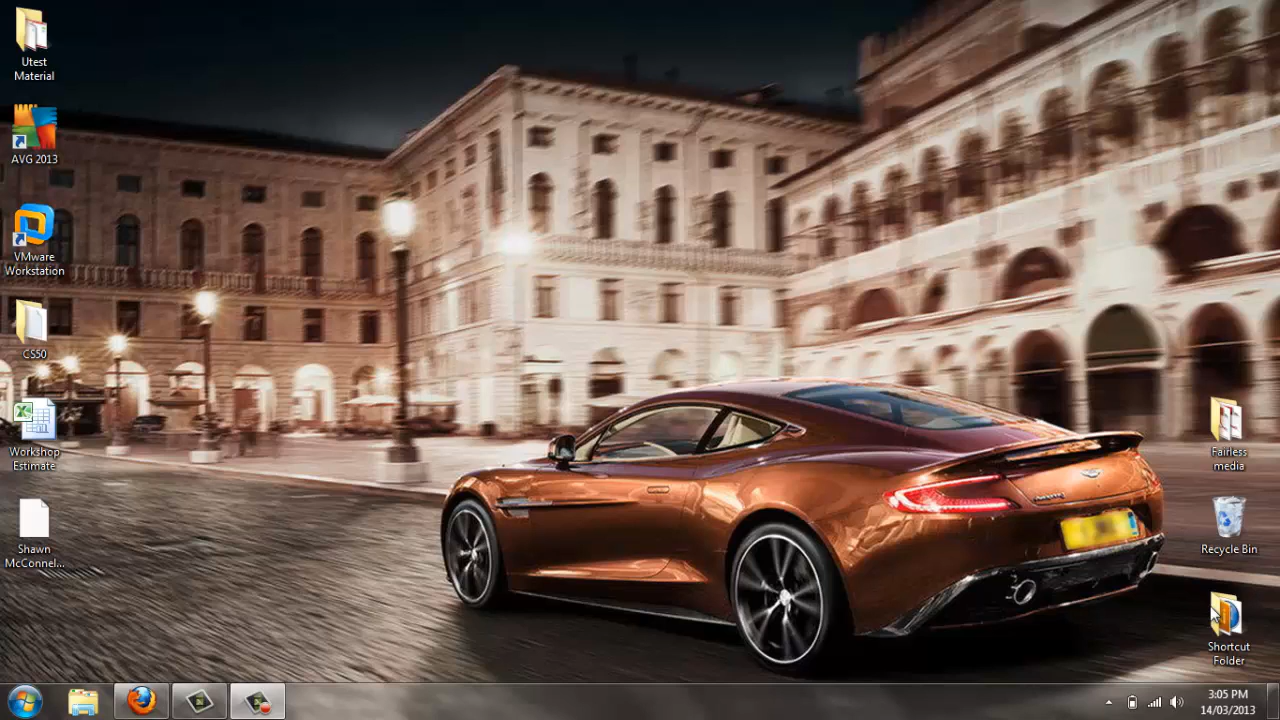 Utest
Material
AVG 2013
VMware
Workstation
CS50
Workshop
Estimate
Shawn
McConnel...
Fairless
media
Recycle Bin
Shortcut
Folder
3:05 PM
14/03/2013